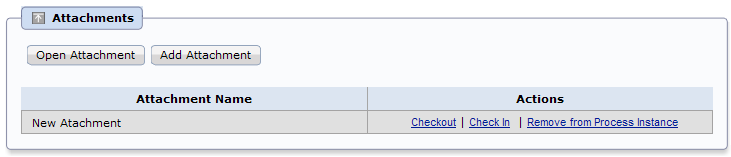 Attachments
Open Attachment Add Attachment
Attachment Name Actions
New Atachment Checkout | Check In | Remove from Process Instance